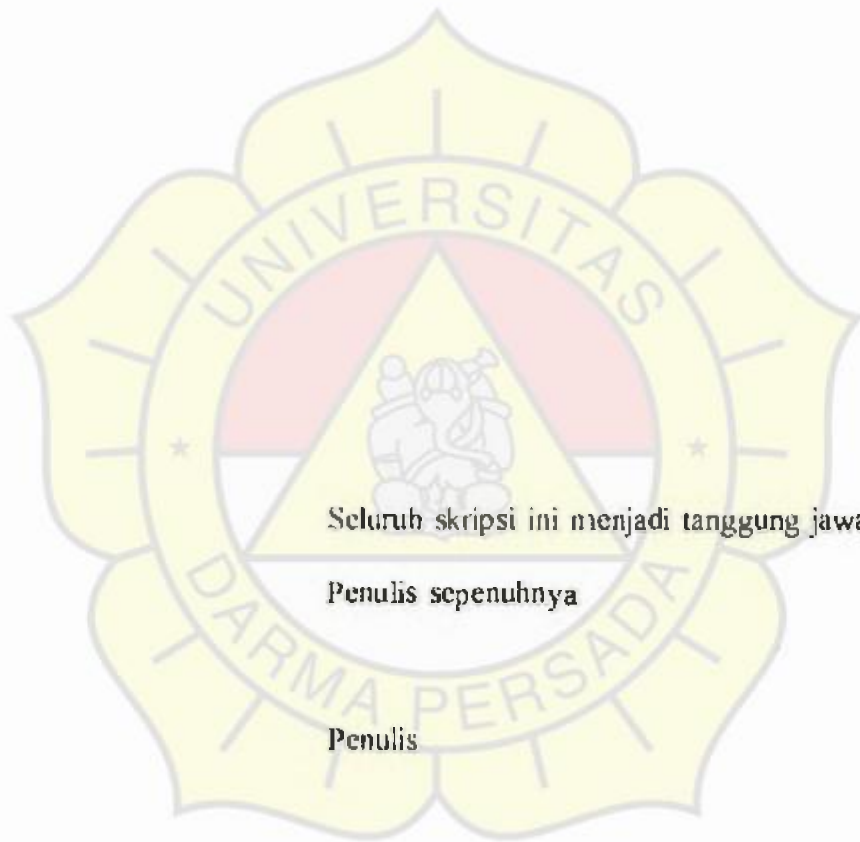 UNIVERSITAS
Seluruh skripsi ini menjadi tanggung jawa
Penulis sepenuhnya
DARMA PERSADA
Penulis